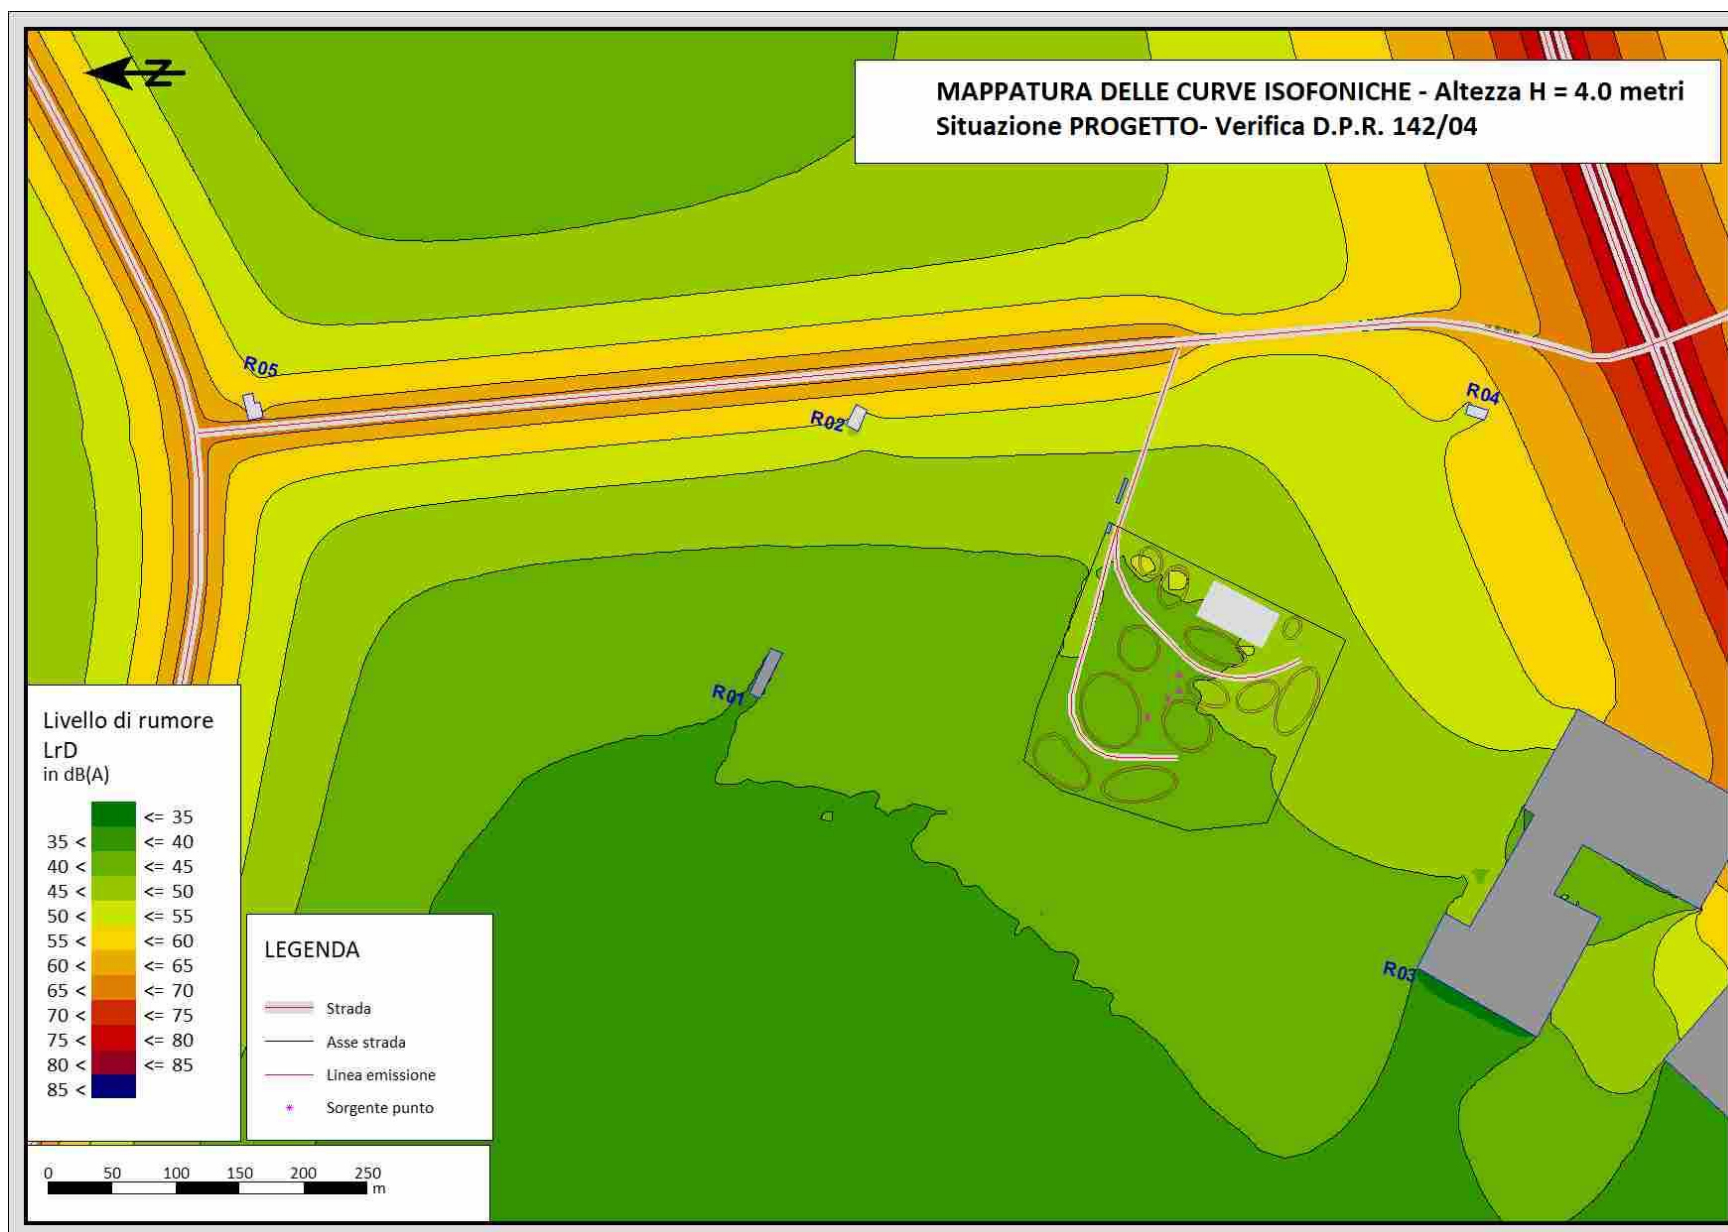 N
MAPPATURA DELLE CURVE ISOFONICHE - Altezza H = 4.0 metri
Situazione PROGETTO- Verifica D.P.R. 142/04
R05
R02
R04
R01
R03
Livello di rumore
LrD
in dB(A)
<= 35
35 < <= 40
40 < <= 45
45 < <= 50
50 < <= 55
55 < <= 60
60 < <= 65
65 < <= 70
70 < <= 75
75 < <= 80
80 < <= 85
85 <
LEGENDA
Strada
Asse strada
Linea emissione
Sorgente punto
0 50 100 150 200 250
m